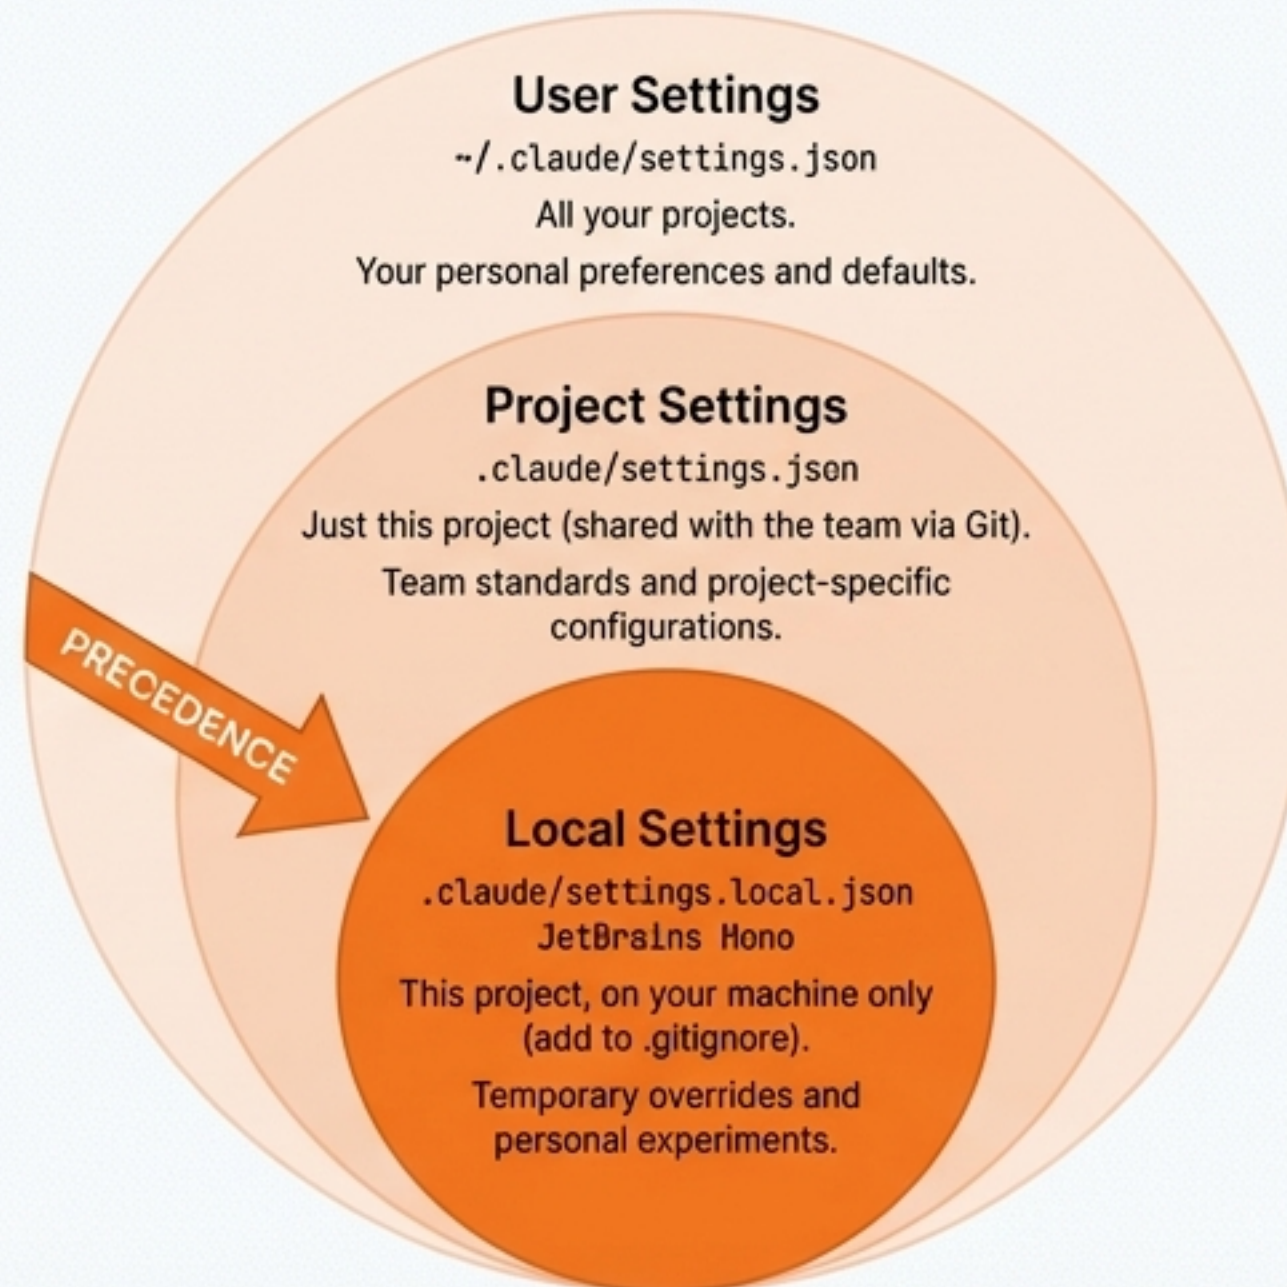 User Settings
~/.claude/settings.json
All your projects.
Your personal preferences and defaults.
Project Settings
.claude/settings.json
Just this project (shared with the team via Git).
Team standards and project-specific
configurations.
PRECEDENCE
Local Settings
.claude/settings.local.json
JetBrains Mono
This project, on your machine only
(add to .gitignore).
Temporary overrides and
personal experiments.